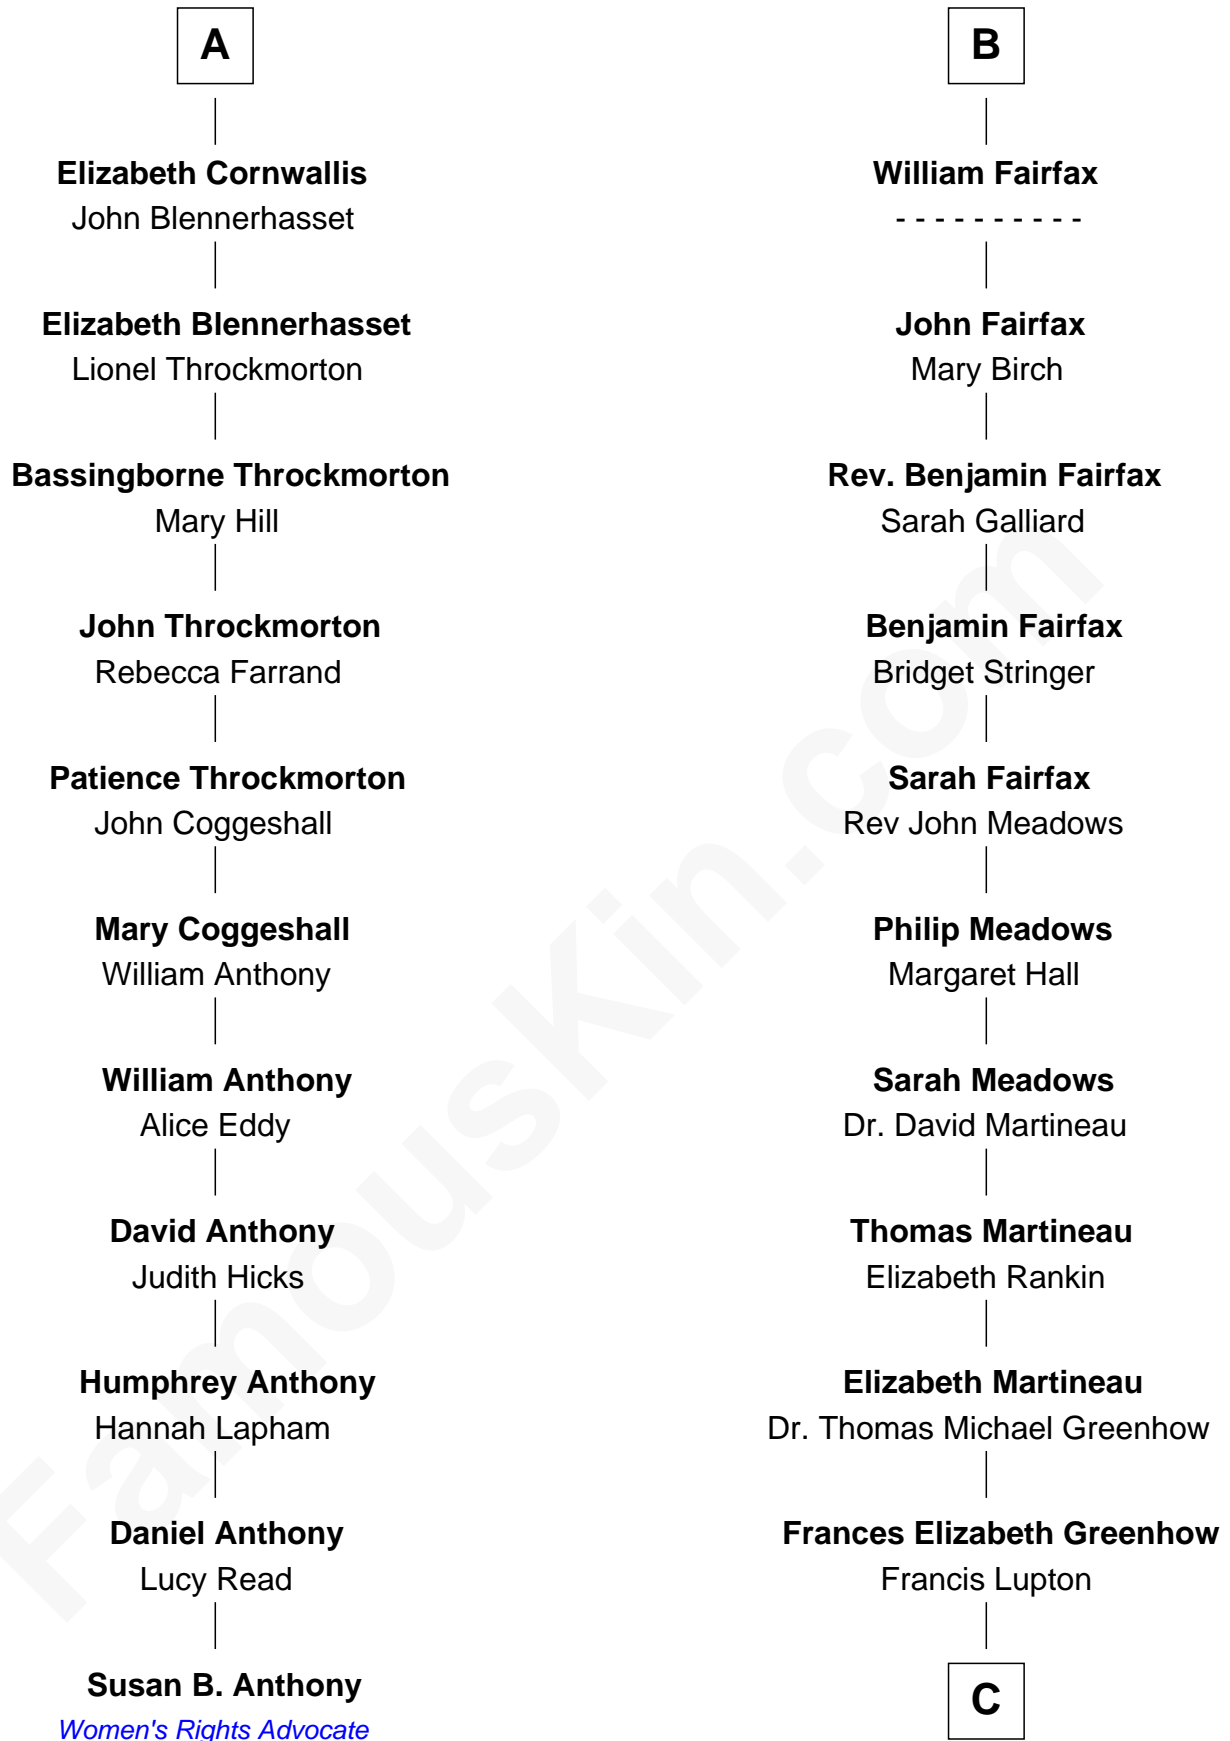 A
Elizabeth Cornwallis
John Blennerhasset
Elizabeth Blennerhasset
Lionel Throckmorton
Bassingborne Throckmorton
Mary Hill
John Throckmorton
Rebecca Farrand
Patience Throckmorton
John Coggeshall
Mary Coggeshall
William Anthony
William Anthony
Alice Eddy
David Anthony
Judith Hicks
Humphrey Anthony
Hannah Lapham
Daniel Anthony
Lucy Read
Susan B. Anthony
Women's Rights Advocate
B
William Fairfax
- - - - - - - - - -
John Fairfax
Mary Birch
Rev. Benjamin Fairfax
Sarah Galliard
Benjamin Fairfax
Bridget Stringer
Sarah Fairfax
Rev John Meadows
Philip Meadows
Margaret Hall
Sarah Meadows
Dr. David Martineau
Thomas Martineau
Elizabeth Rankin
Elizabeth Martineau
Dr. Thomas Michael Greenhow
Frances Elizabeth Greenhow
Francis Lupton
C
FamousKin.com